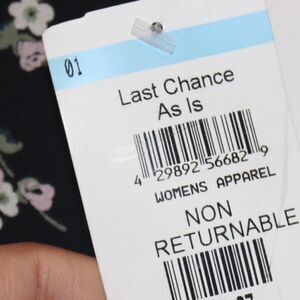 01
Last Chance
As Is
4 29892 56682 9
WOMENS APPAREL
NON
RETURNABLE